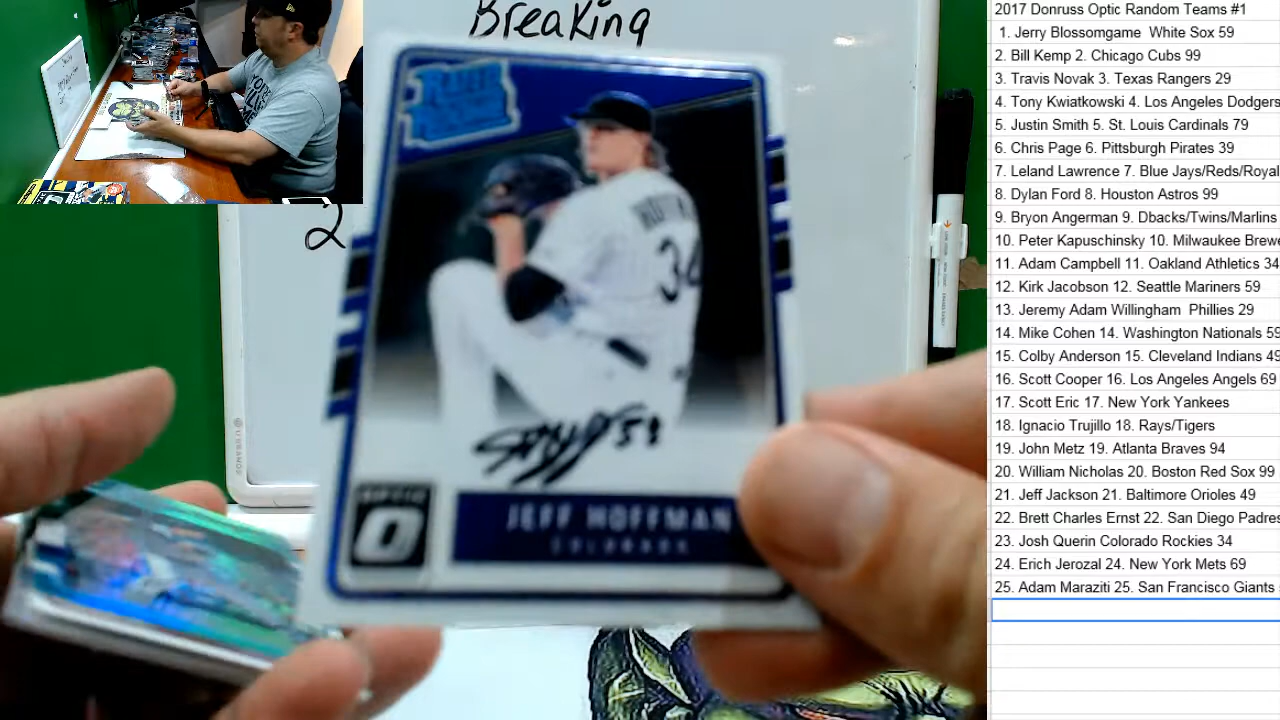 Breaking
2
34
OPTIC
JEFF HOFFMAN
COLORADO
2017 Donruss Optic Random Teams #1
1. Jerry Blossomgame White Sox 59
2. Bill Kemp 2. Chicago Cubs 99
3. Travis Novak 3. Texas Rangers 29
4. Tony Kwiatkowski 4. Los Angeles Dodgers
5. Justin Smith 5. St. Louis Cardinals 79
6. Chris Page 6. Pittsburgh Pirates 39
7. Leland Lawrence 7. Blue Jays/Reds/Royal
8. Dylan Ford 8. Houston Astros 99
9. Bryon Angerman 9. Dbacks/Twins/Marlins
10. Peter Kapuschinsky 10. Milwaukee Brewe
11. Adam Campbell 11. Oakland Athletics 34
12. Kirk Jacobson 12. Seattle Mariners 59
13. Jeremy Adam Willingham Phillies 29
14. Mike Cohen 14. Washington Nationals 59
15. Colby Anderson 15. Cleveland Indians 49
16. Scott Cooper 16. Los Angeles Angels 69
17. Scott Eric 17. New York Yankees
18. Ignacio Trujillo 18. Rays/Tigers
19. John Metz 19. Atlanta Braves 94
20. William Nicholas 20. Boston Red Sox 99
21. Jeff Jackson 21. Baltimore Orioles 49
22. Brett Charles Ernst 22. San Diego Padres
23. Josh Querin Colorado Rockies 34
24. Erich Jerozal 24. New York Mets 69
25. Adam Maraziti 25. San Francisco Giants